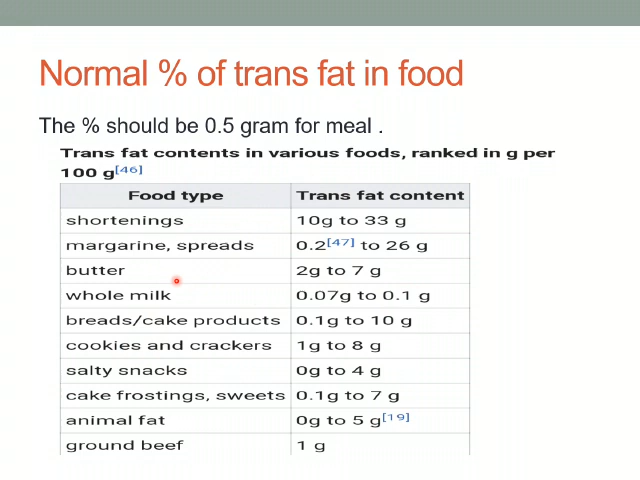 Normal % of trans fat in food
The % should be 0.5 gram for meal .
Trans fat contents in various foods, ranked in g per
100 g[46]
Food type Trans fat content
shortenings 10g to 33 g
margarine, spreads 0.2[47] to 26 g
butter 2g to 7 g
whole milk 0.07g to 0.1 g
breads/cake products 0.1g to 10 g
cookies and crackers 1g to 8 g
salty snacks 0g to 4 g
cake frostings, sweets 0.1g to 7 g
animal fat 0g to 5 g[19]
ground beef 1 g